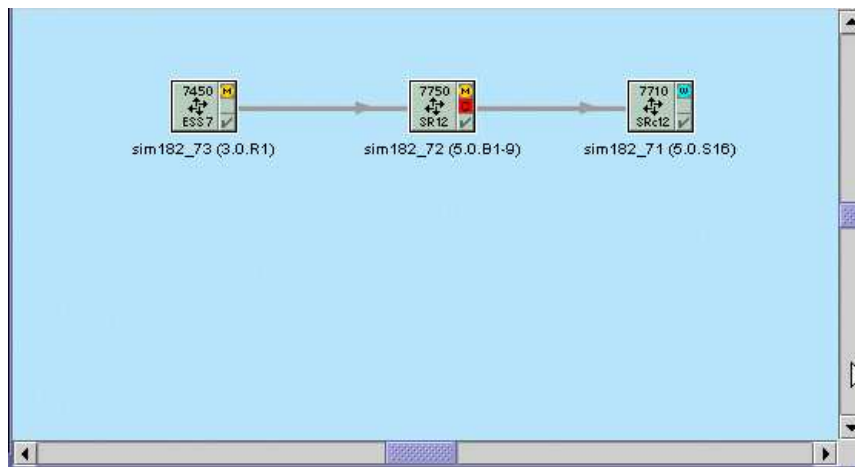 7450 M
ESS 7
sim182_73 (3.0.R1)
7750 M
SR12
sim182_72 (5.0.B1-9)
7710 W
SRc12
sim182_71 (5.0.S16)